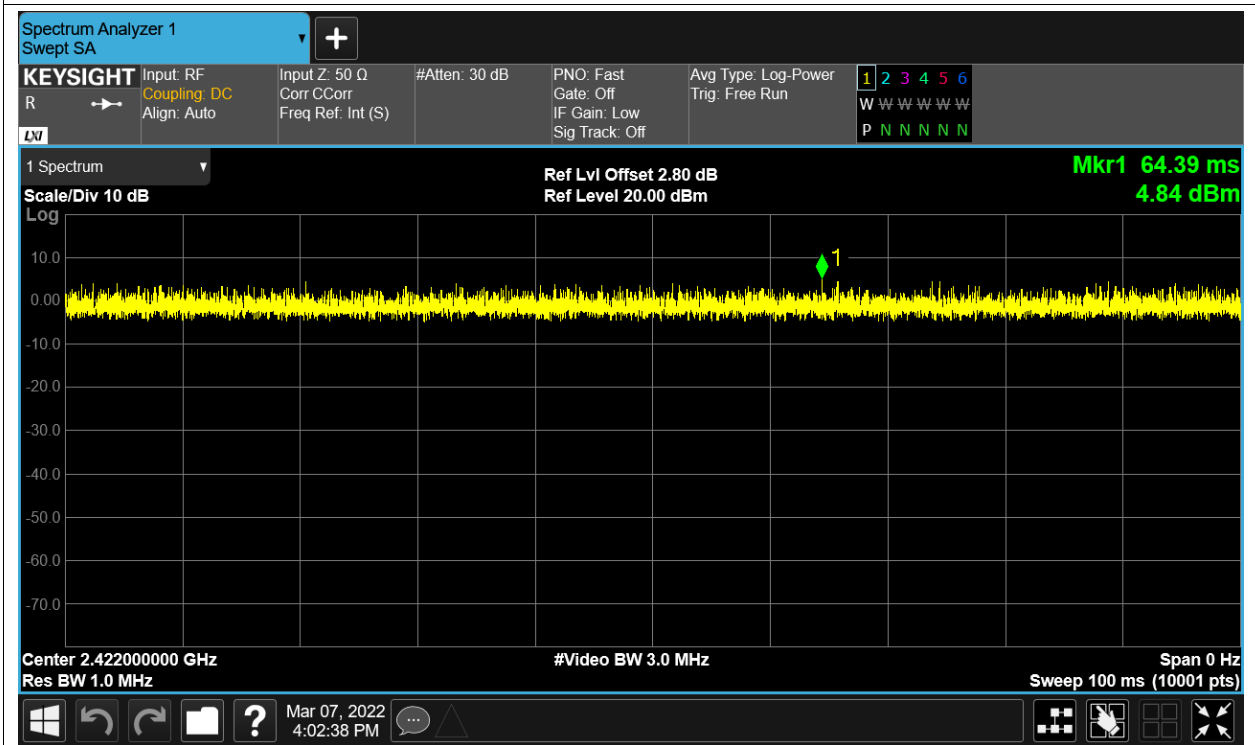 Spectrum Analyzer 1
Swept SA
+
KEYSIGHT
R
LXI
Input: RF
Coupling: DC
Align: Auto
Input Z: 50 Ω
Corr CCorr
Freq Ref: Int (S)
#Atten: 30 dB
PNO: Fast
Gate: Off
IF Gain: Low
Sig Track: Off
Avg Type: Log-Power
Trig: Free Run
1 2 3 4 5 6
W W W W W W
P N N N N N
1 Spectrum
Scale/Div 10 dB
Ref Lvl Offset 2.80 dB
Ref Level 20.00 dBm
Mkr1 64.39 ms
4.84 dBm
Log
1
10.0
0.00
-10.0
-20.0
-30.0
-40.0
-50.0
-60.0
-70.0
Center 2.422000000 GHz
Res BW 1.0 MHz
#Video BW 3.0 MHz
Span 0 Hz
Sweep 100 ms (10001 pts)
?
Mar 07, 2022
4:02:38 PM